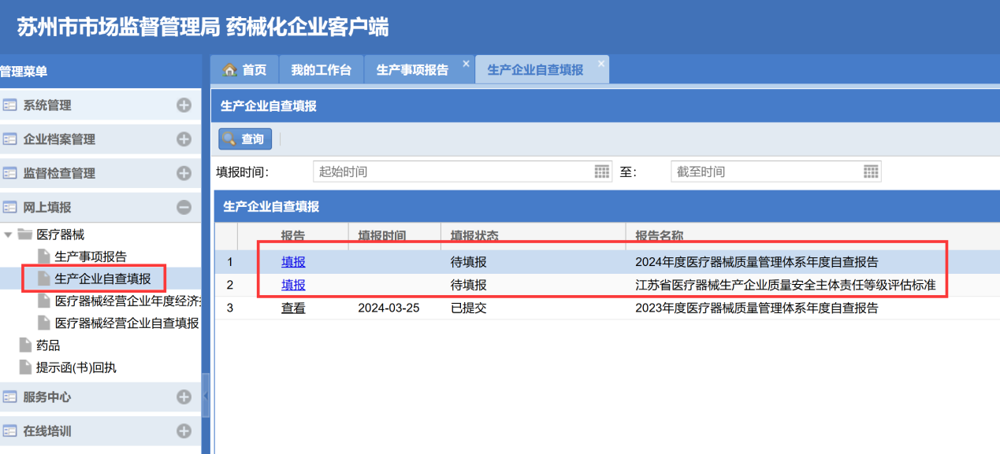 苏州市市场监督管理局 药械化企业客户端
管理菜单
首页 我的工作台 生产事项报告 生产企业自查填报
系统管理
企业档案管理
监督检查管理
网上填报
医疗器械
生产事项报告
生产企业自查填报
医疗器械经营企业年度经济
医疗器械经营企业自查填报
药品
提示函(书)回执
服务中心
在线培训
生产企业自查填报
查询
填报时间: 起始时间 至: 截至时间
生产企业自查填报
报告 填报时间 填报状态 报告名称
1 填报 待填报 2024年度医疗器械质量管理体系年度自查报告
2 填报 待填报 江苏省医疗器械生产企业质量安全主体责任等级评估标准
3 查看 2024-03-25 已提交 2023年度医疗器械质量管理体系年度自查报告